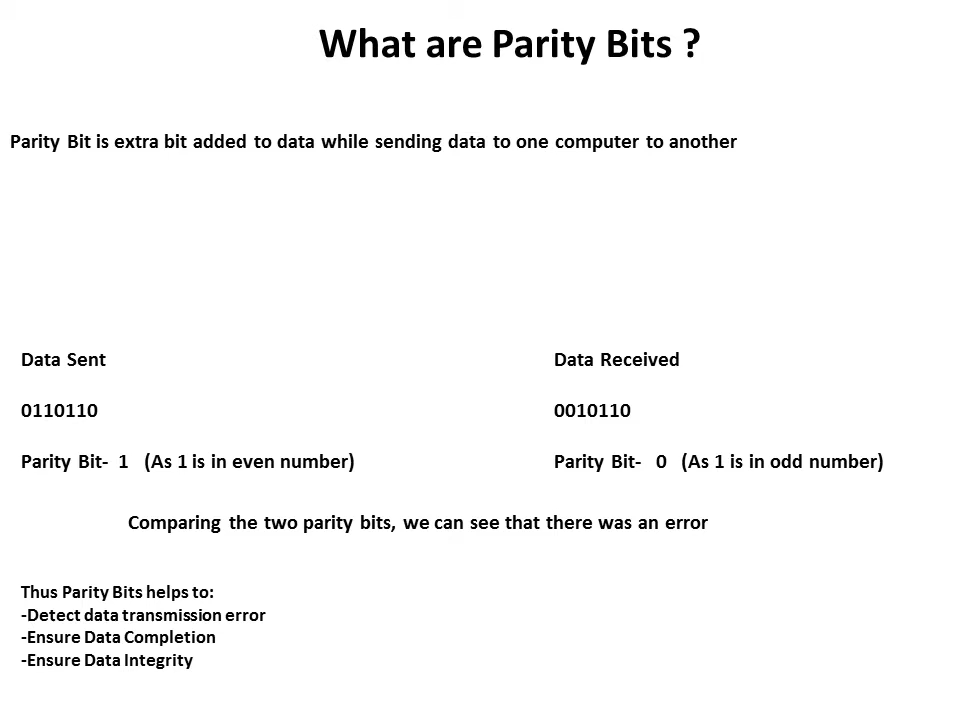 What are Parity Bits ?
Parity Bit is extra bit added to data while sending data to one computer to another
Data Sent
0110110
Parity Bit- 1 (As 1 is in even number)
Data Received
0010110
Parity Bit- 0 (As 1 is in odd number)
Comparing the two parity bits, we can see that there was an error
Thus Parity Bits helps to:
-Detect data transmission error
-Ensure Data Completion
-Ensure Data Integrity